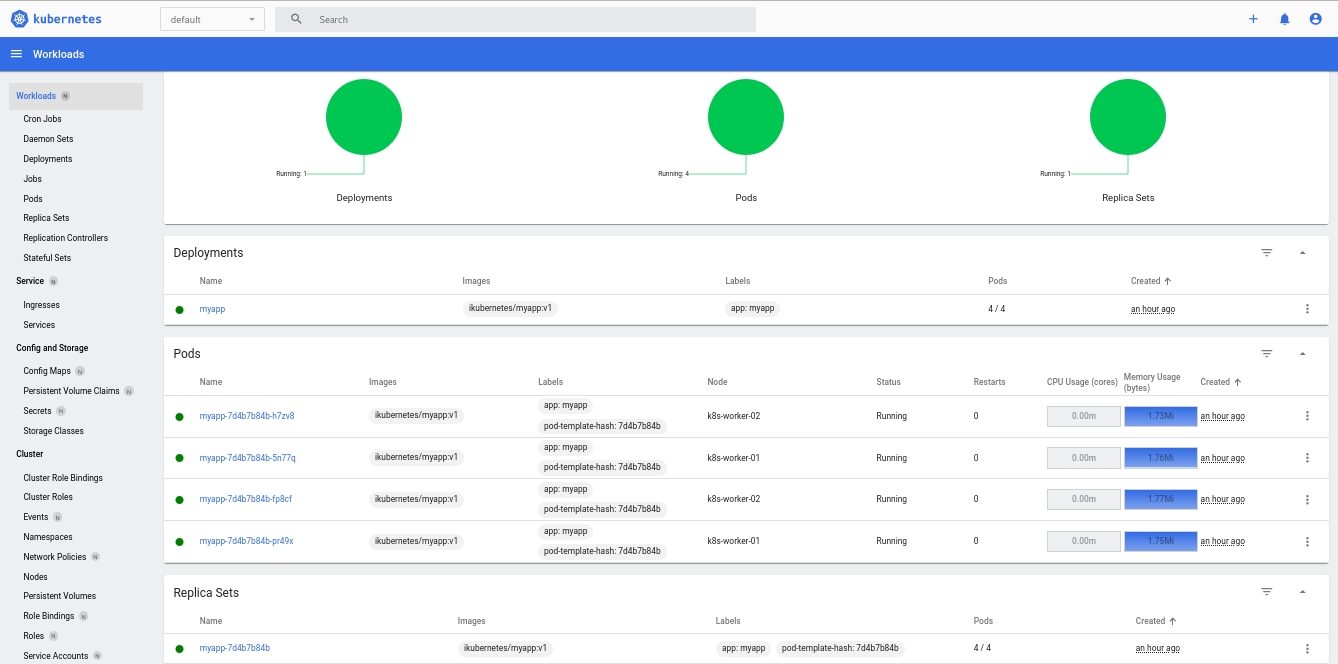 kubernetes default Search
Workloads
Workloads N
Cron Jobs
Daemon Sets
Deployments
Jobs
Pods
Replica Sets
Replication Controllers
Stateful Sets
Service N
Ingresses
Services
Config and Storage
Config Maps N
Persistent Volume Claims N
Secrets N
Storage Classes
Cluster
Cluster Role Bindings
Cluster Roles
Events N
Namespaces
Network Policies N
Nodes
Persistent Volumes
Role Bindings N
Roles N
Service Accounts N
Running: 1 Running: 4 Running: 1
Deployments Pods Replica Sets
Deployments
Name Images Labels Pods Created
myapp ikubernetes/myapp:v1 app: myapp 4 / 4 an hour ago
Pods
Name Images Labels Node Status Restarts CPU Usage (cores) Memory Usage (bytes) Created
myapp-7d4b7b84b-h7zv8 ikubernetes/myapp:v1 app: myapp pod-template-hash: 7d4b7b84b k8s-worker-02 Running 0 0.00m 1.73Mi an hour ago
myapp-7d4b7b84b-5n77q ikubernetes/myapp:v1 app: myapp pod-template-hash: 7d4b7b84b k8s-worker-01 Running 0 0.00m 1.76Mi an hour ago
myapp-7d4b7b84b-fp8cf ikubernetes/myapp:v1 app: myapp pod-template-hash: 7d4b7b84b k8s-worker-02 Running 0 0.00m 1.77Mi an hour ago
myapp-7d4b7b84b-pr49x ikubernetes/myapp:v1 app: myapp pod-template-hash: 7d4b7b84b k8s-worker-01 Running 0 0.00m 1.75Mi an hour ago
Replica Sets
Name Images Labels Pods Created
myapp-7d4b7b84b ikubernetes/myapp:v1 app: myapp pod-template-hash: 7d4b7b84b 4 / 4 an hour ago